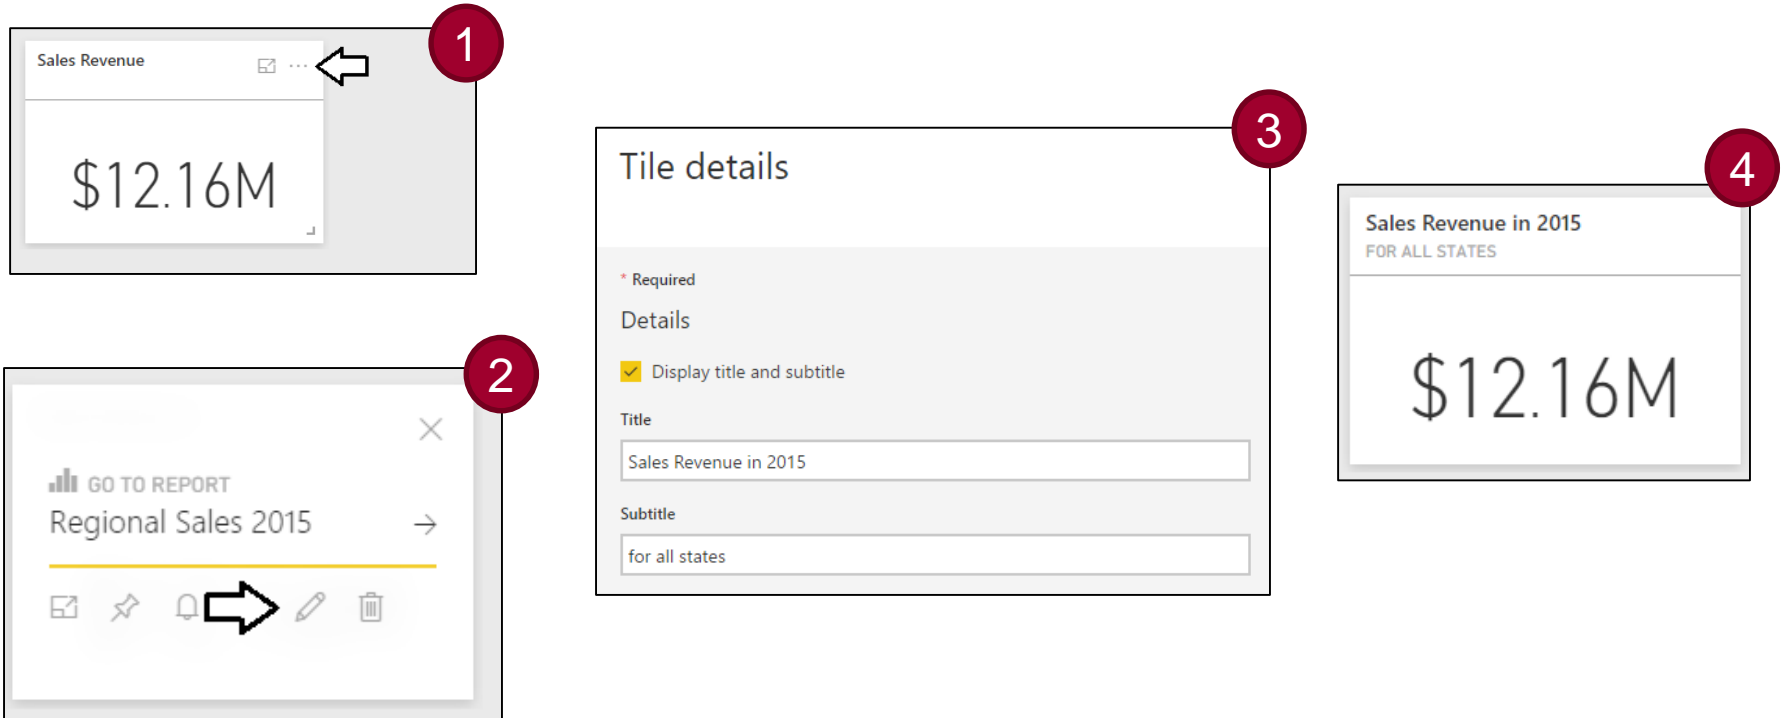 1
Sales Revenue
$12.16M
2
GO TO REPORT
Regional Sales 2015
3
Tile details
* Required
Details
Display title and subtitle
Title
Sales Revenue in 2015
Subtitle
for all states
4
Sales Revenue in 2015
FOR ALL STATES
$12.16M